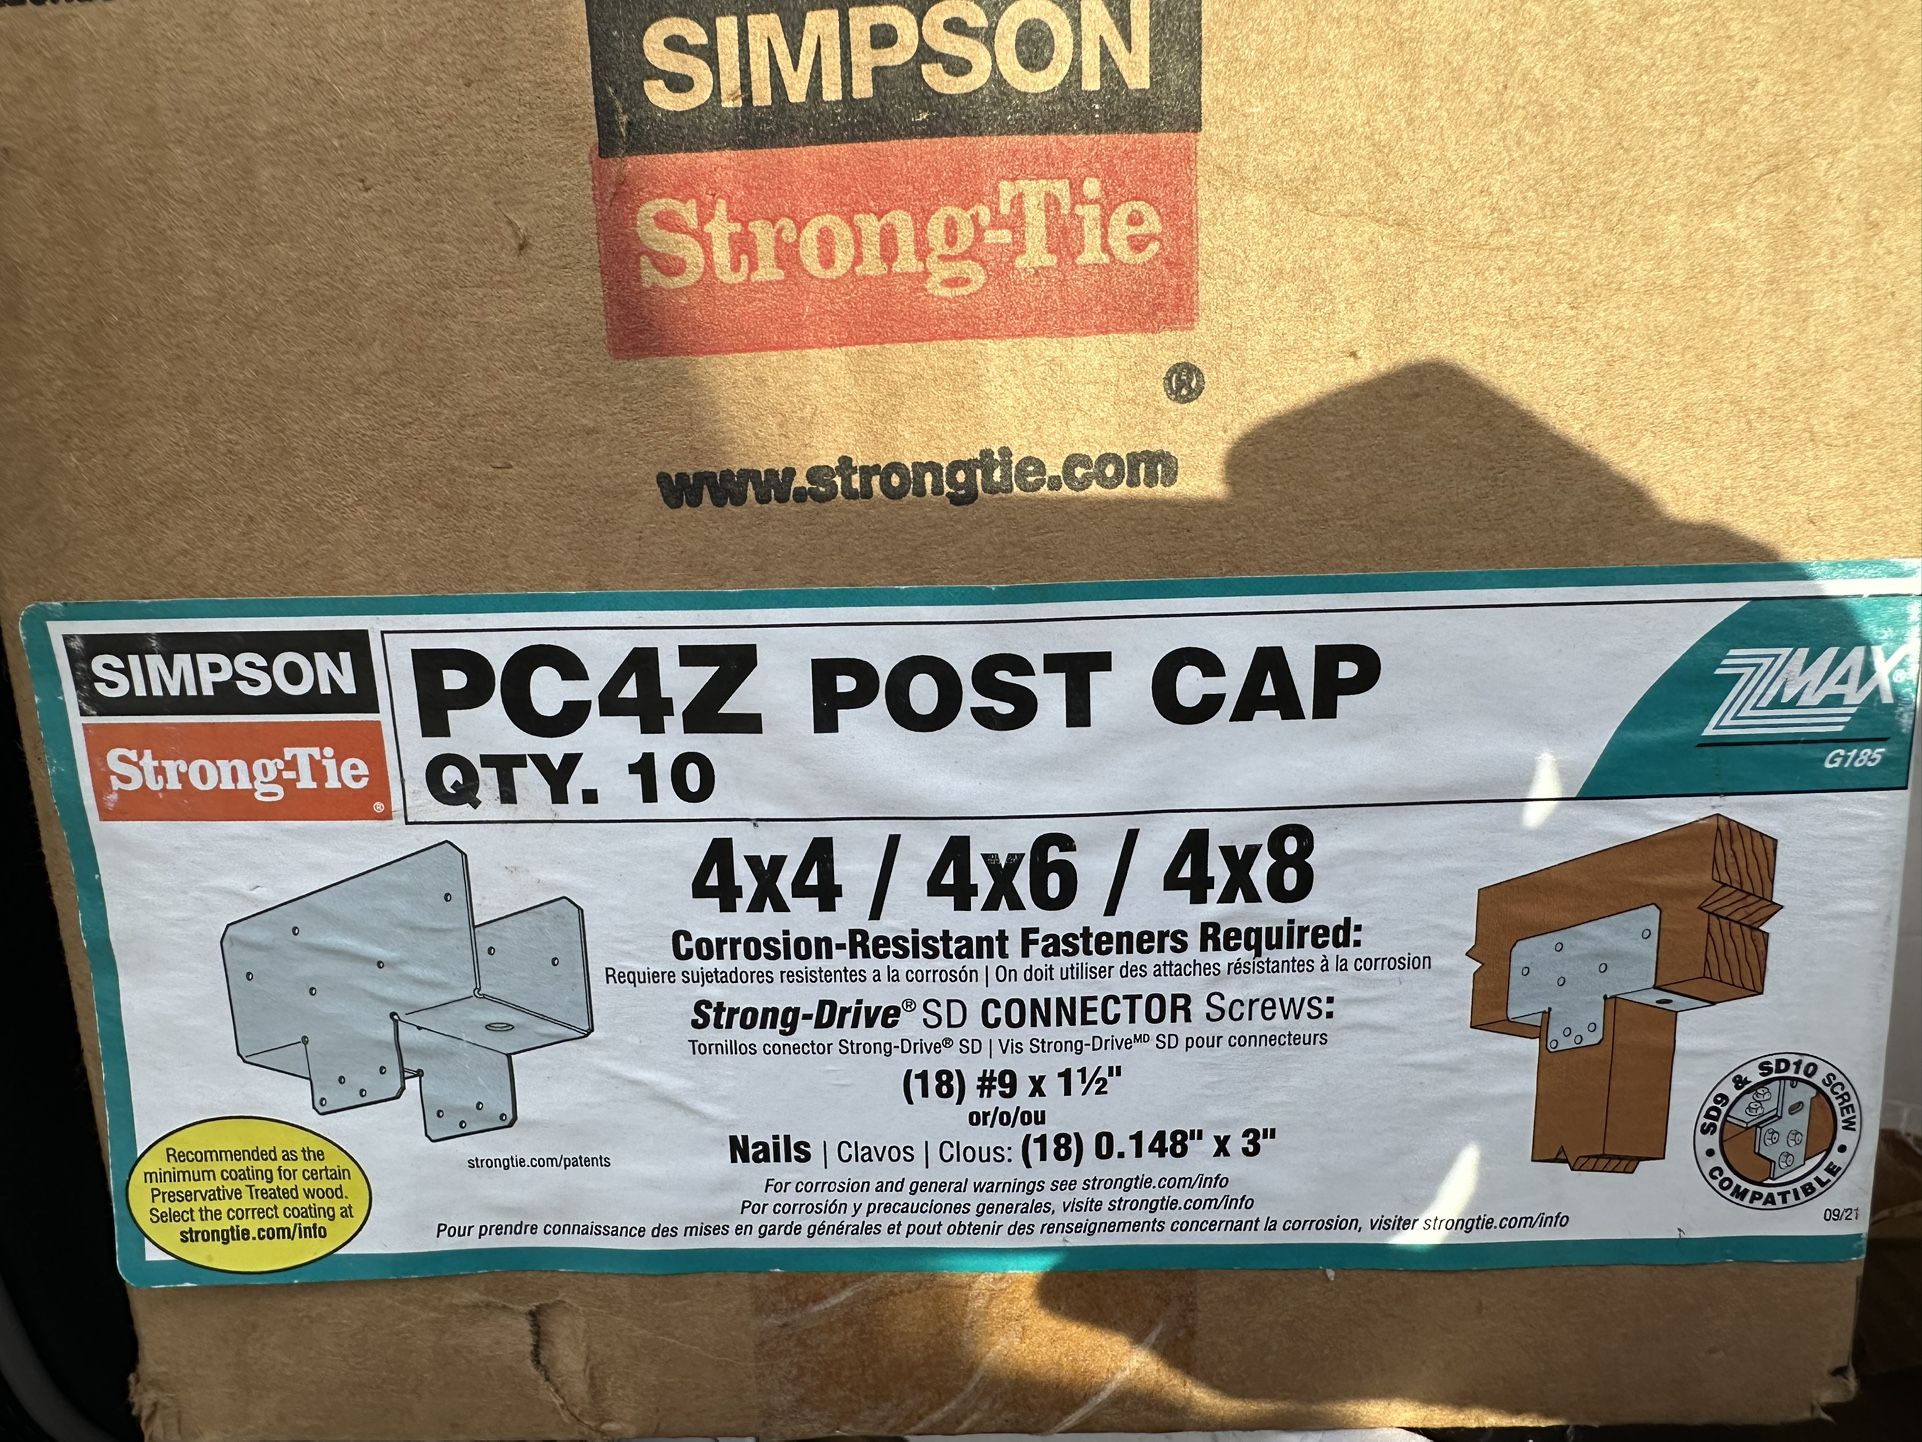 SIMPSON
Strong-Tie
®
www.strongtie.com
SIMPSON
Strong-Tie
®
PC4Z POST CAP
QTY. 10
ZMAX®
G185
4x4 / 4x6 / 4x8
Corrosion-Resistant Fasteners Required:
Requiere sujetadores resistentes a la corrosón | On doit utiliser des attaches résistantes à la corrosion
Strong-Drive® SD CONNECTOR Screws:
Tornillos conector Strong-Drive® SD | Vis Strong-Driveᴹᴰ SD pour connecteurs
(18) #9 x 1½"
or/o/ou
Nails | Clavos | Clous: (18) 0.148" x 3"
For corrosion and general warnings see strongtie.com/info
Por corrosión y precauciones generales, visite strongtie.com/info
Pour prendre connaissance des mises en garde générales et pout obtenir des renseignements concernant la corrosion, visiter strongtie.com/info
strongtie.com/patents
Recommended as the
minimum coating for certain
Preservative Treated wood.
Select the correct coating at
strongtie.com/info
SD9 & SD10 SCREW
• COMPATIBLE •
09/21